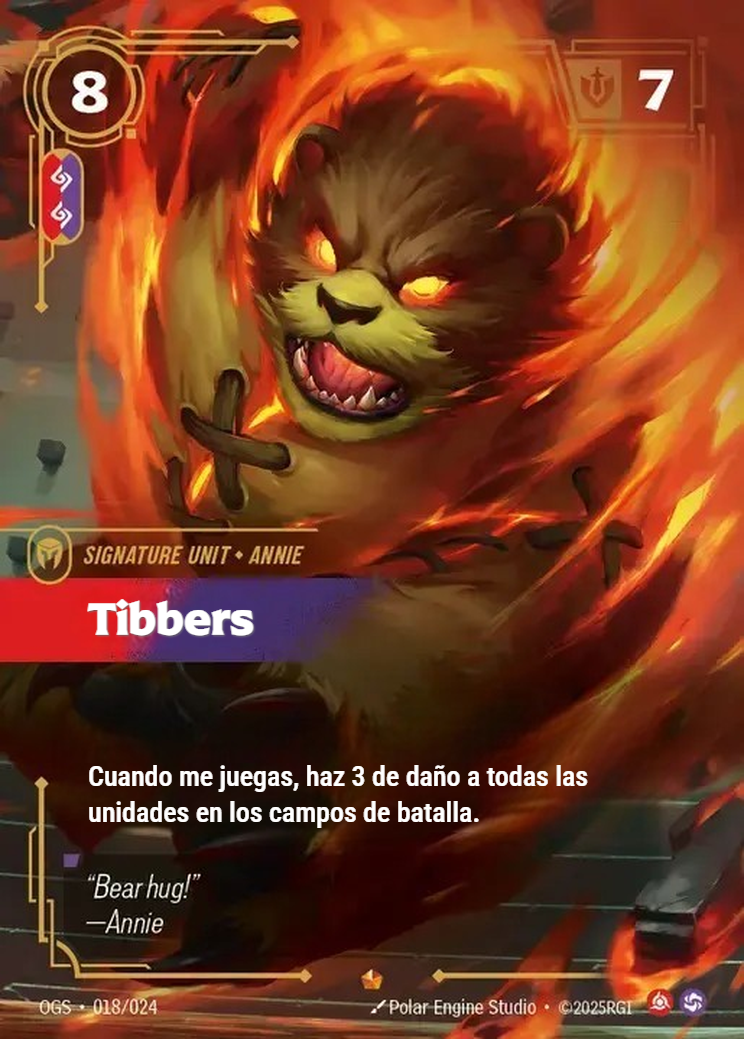 8
7
SIGNATURE UNIT • ANNIE
Tibbers
Cuando me juegas, haz 3 de daño a todas las
unidades en los campos de batalla.
“Bear hug!”
—Annie
OGS • 018/024
Polar Engine Studio • ©2025RGI